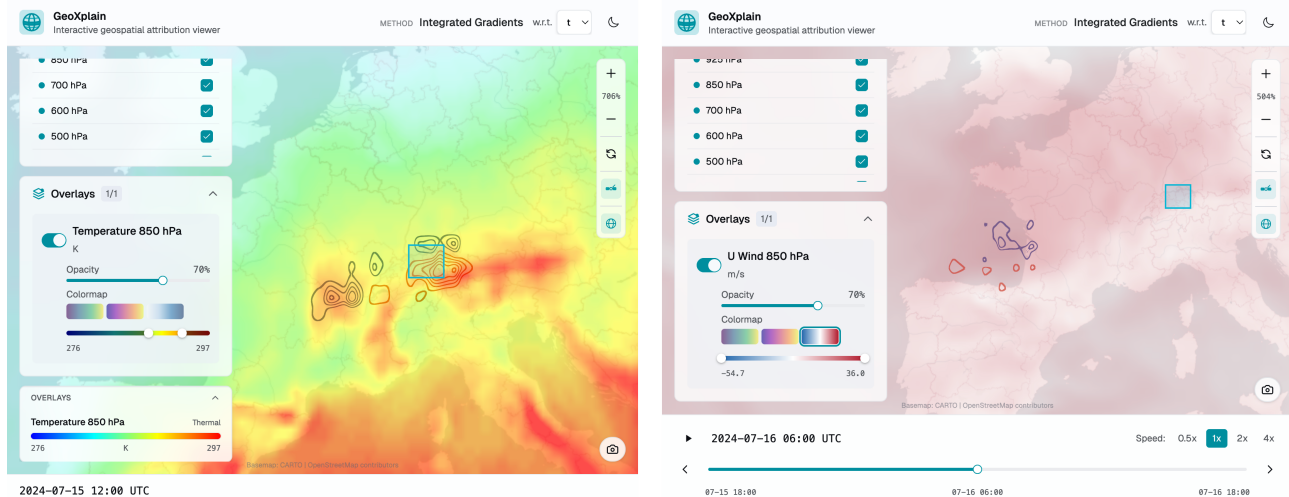 GeoXplain
Interactive geospatial attribution viewer
METHOD Integrated Gradients w.r.t. t
850 hPa
700 hPa
600 hPa
500 hPa
706%
Overlays 1/1
Temperature 850 hPa
K
Opacity 70%
Colormap
276 297
OVERLAYS
Temperature 850 hPa Thermal
276 K 297
Basemap: CARTO | OpenStreetMap contributors
2024-07-15 12:00 UTC
GeoXplain
Interactive geospatial attribution viewer
METHOD Integrated Gradients w.r.t. t
925 hPa
850 hPa
700 hPa
600 hPa
500 hPa
504%
Overlays 1/1
U Wind 850 hPa
m/s
Opacity 70%
Colormap
-54.7 36.0
Basemap: CARTO | OpenStreetMap contributors
2024-07-16 06:00 UTC
Speed: 0.5x 1x 2x 4x
07-15 18:00 07-16 06:00 07-16 18:00